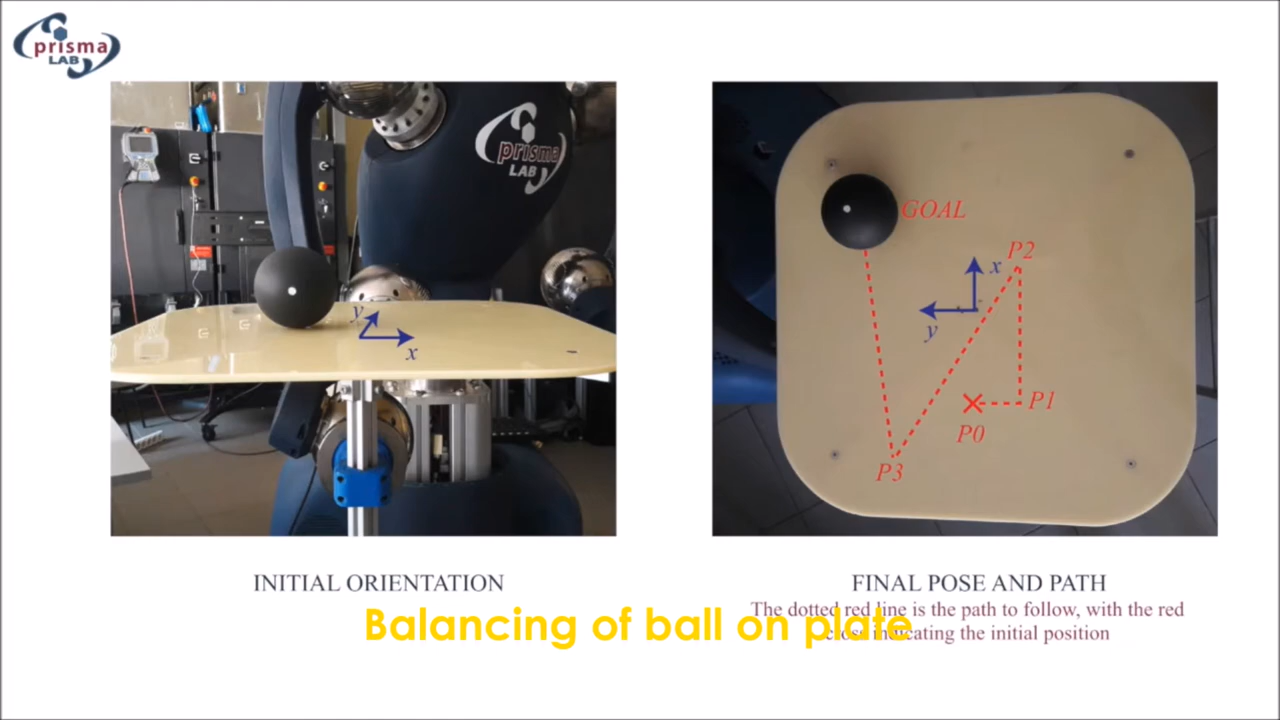 prisma
LAB
prisma
LAB
y
x
GOAL
P2
x
y
P1
P0
P3
INITIAL ORIENTATION
FINAL POSE AND PATH
The dotted red line is the path to follow, with the red
cross indicating the initial position
Balancing of ball on plate